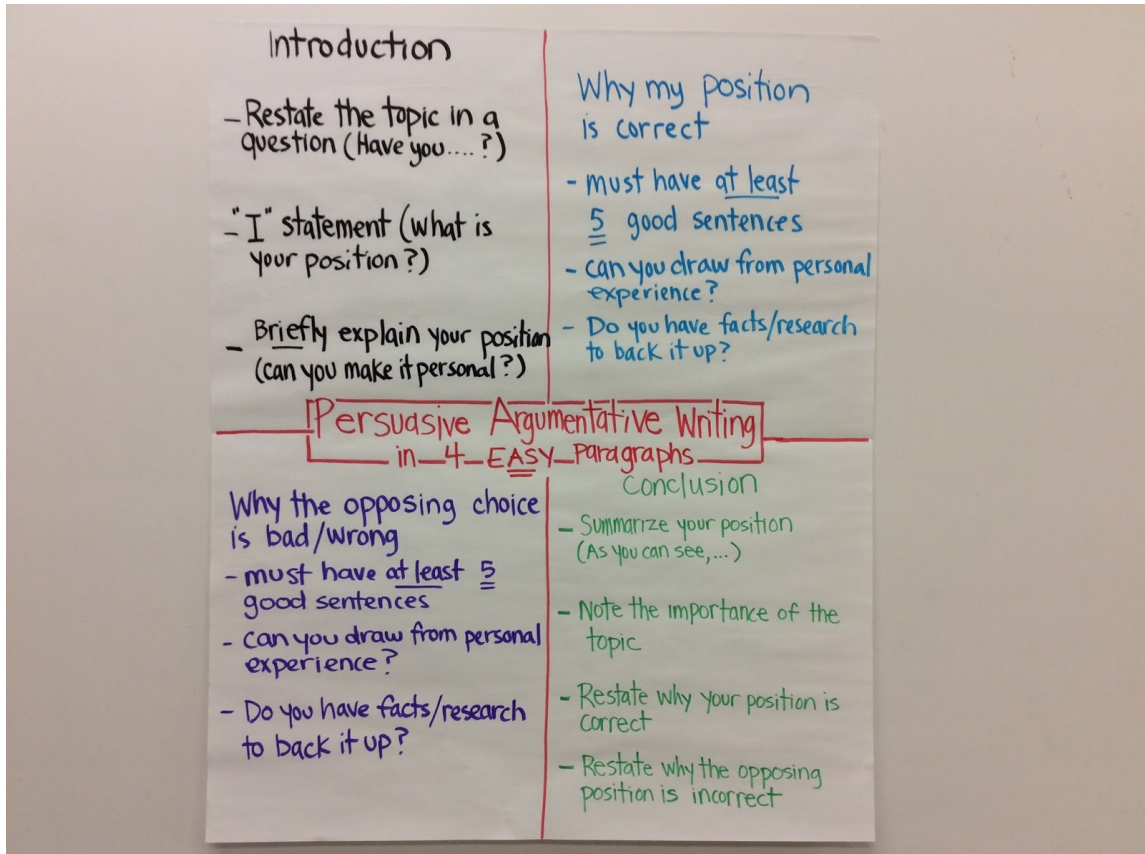 Introduction
- Restate the topic in a
question (Have you....?)
- "I" statement (What is
your position?)
- Briefly explain your position
(can you make it personal?)
Why my position
is correct
- must have at least
5 good sentences
- can you draw from personal
experience?
- Do you have facts/research
to back it up?
Persuasive Argumentative Writing
in 4 EASY Paragraphs
Why the opposing choice
is bad/wrong
- must have at least 5
good sentences
- can you draw from personal
experience?
- Do you have facts/research
to back it up?
Conclusion
- Summarize your position
(As you can see,...)
- Note the importance of the
topic
- Restate why your position is
correct
- Restate why the opposing
position is incorrect